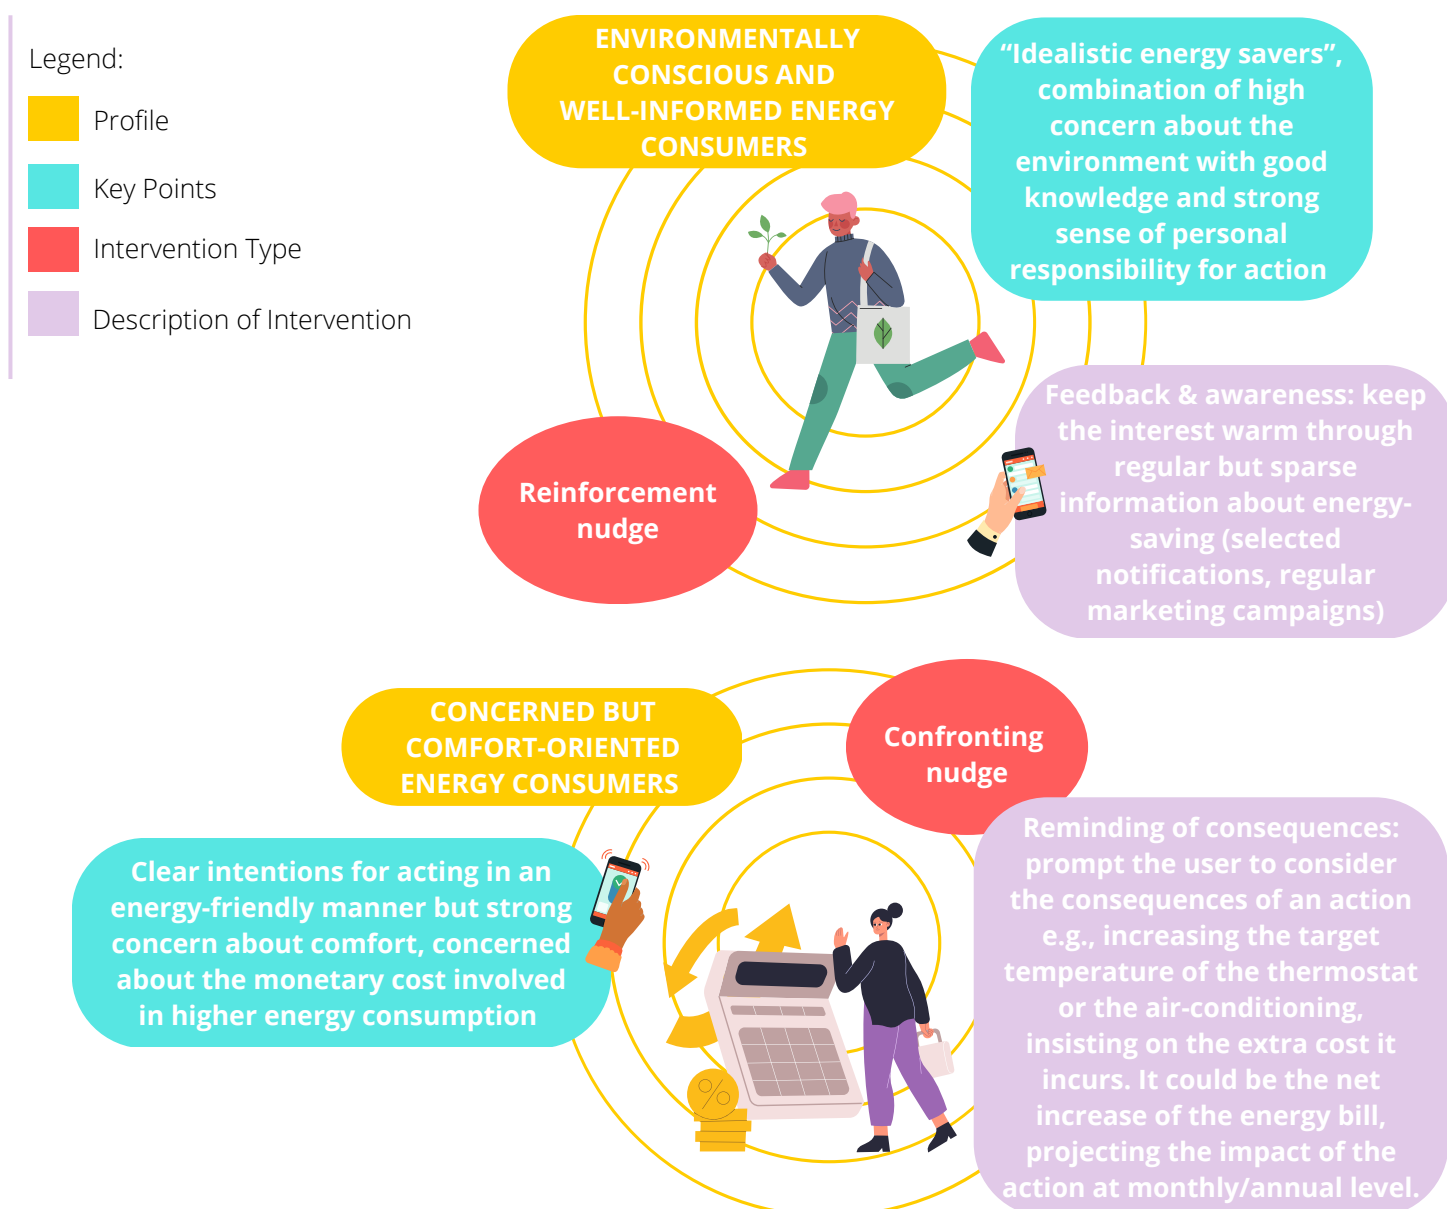 Legend:
Profile
Key Points
Intervention Type
Description of Intervention
ENVIRONMENTALLY
CONSCIOUS AND
WELL-INFORMED ENERGY
CONSUMERS
“Idealistic energy savers”,
combination of high
concern about the
environment with good
knowledge and strong
sense of personal
responsibility for action
Reinforcement
nudge
Feedback & awareness: keep
the interest warm through
regular but sparse
information about energy-
saving (selected
notifications, regular
marketing campaigns)
CONCERNED BUT
COMFORT-ORIENTED
ENERGY CONSUMERS
Confronting
nudge
Clear intentions for acting in an
energy-friendly manner but strong
concern about comfort, concerned
about the monetary cost involved
in higher energy consumption
Reminding of consequences:
prompt the user to consider
the consequences of an action
e.g., increasing the target
temperature of the thermostat
or the air-conditioning,
insisting on the extra cost it
incurs. It could be the net
increase of the energy bill,
projecting the impact of the
action at monthly/annual level.